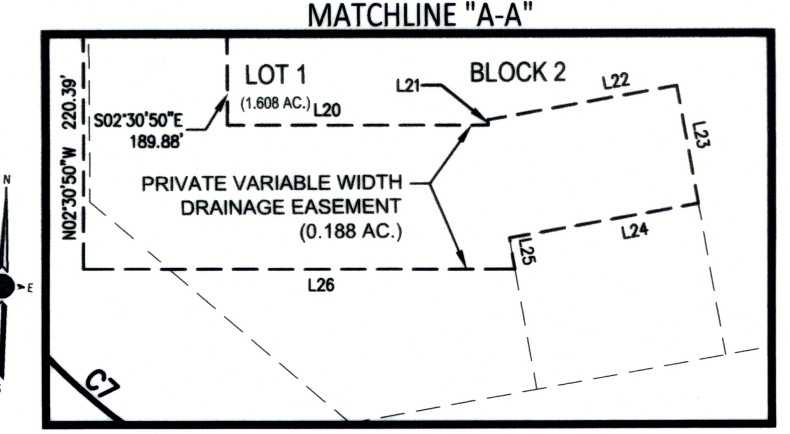 MATCHLINE "A-A"
LOT 1
(1.608 AC.)
BLOCK 2
L20
L21
L22
L23
L24
L25
L26
S02°30'50"E
189.88'
N02°30'50"W 220.39'
PRIVATE VARIABLE WIDTH
DRAINAGE EASEMENT
(0.188 AC.)
C7
N
E
S